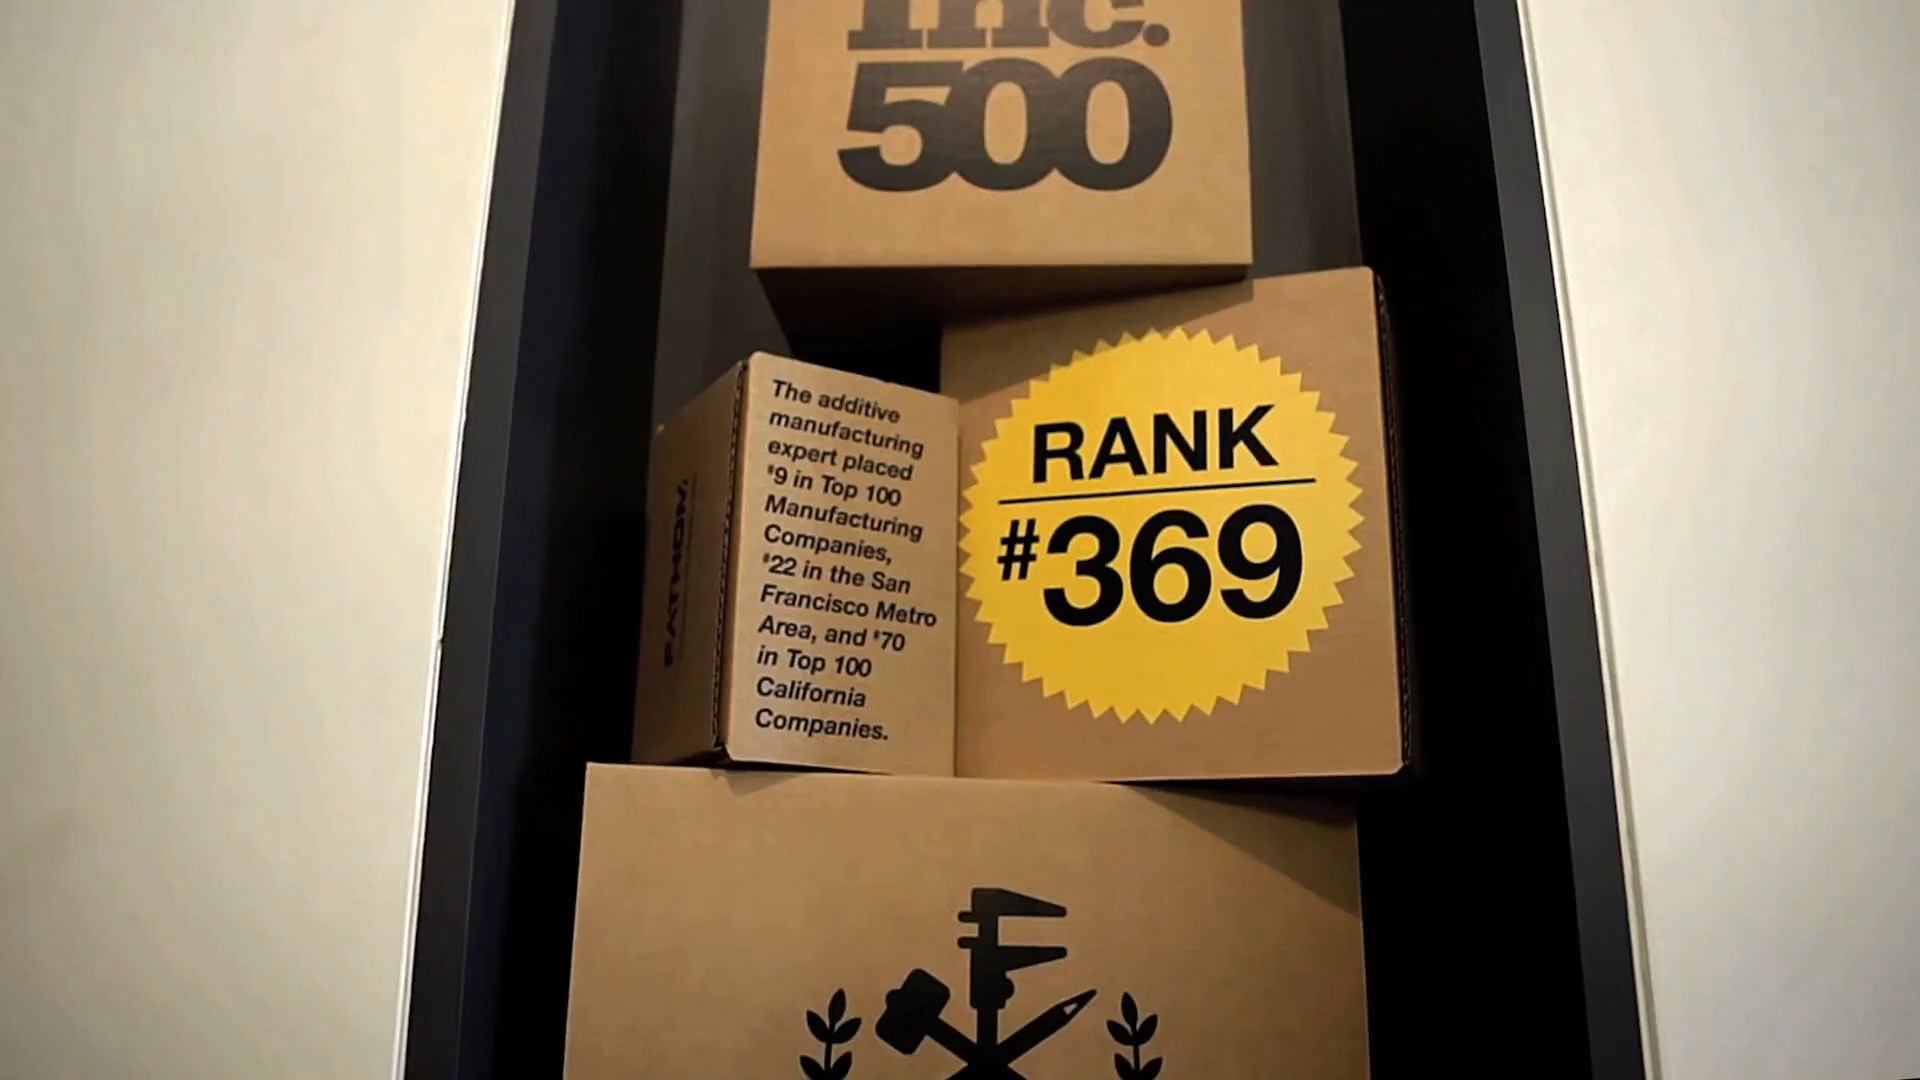 Inc.
500
RANK
#369
The additive
manufacturing
expert placed
#9 in Top 100
Manufacturing
Companies,
#22 in the San
Francisco Metro
Area, and #70
in Top 100
California
Companies.
FATHOM.